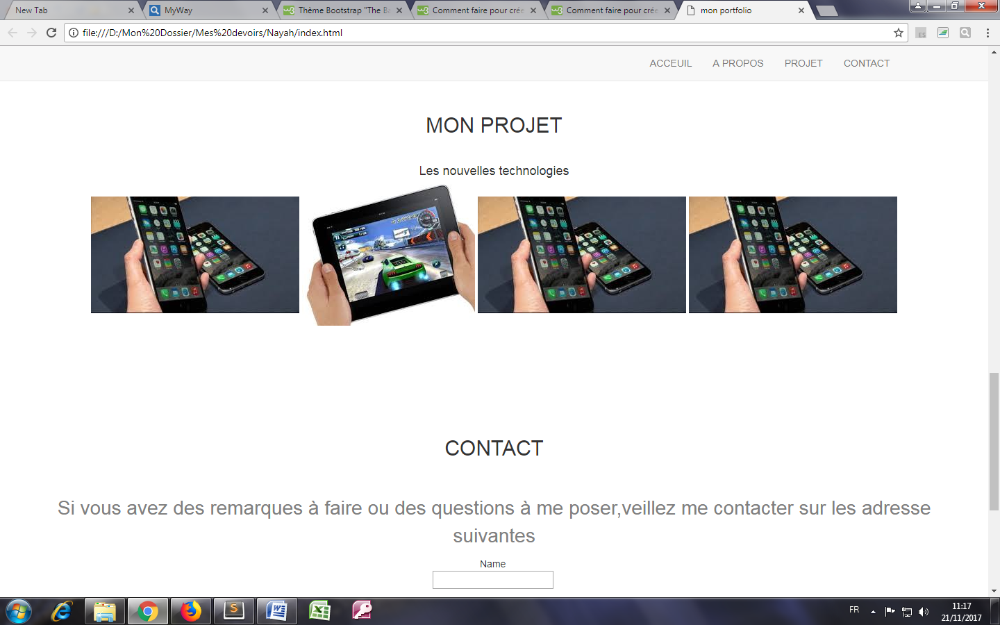 New Tab
MyWay
Thème Bootstrap "The Ba
Comment faire pour crée
Comment faire pour crée
mon portfolio
file:///D:/Mon%20Dossier/Mes%20devoirs/Nayah/index.html
ACCEUIL A PROPOS PROJET CONTACT
MON PROJET
Les nouvelles technologies
CONTACT
Si vous avez des remarques à faire ou des questions à me poser,veillez me contacter sur les adresse
suivantes
Name
FR
11:17
21/11/2017